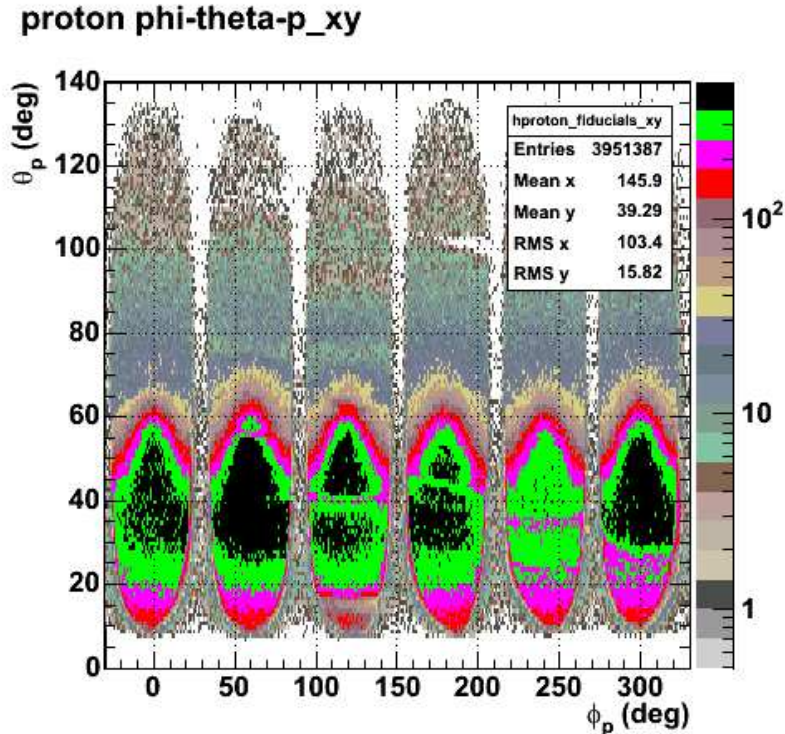 proton phi-theta-p_xy
θp (deg)
140
120
100
80
60
40
20
0
hproton_fiducials_xy
Entries 3951387
Mean x 145.9
Mean y 39.29
RMS x 103.4
RMS y 15.82
10²
10
1
0 50 100 150 200 250 300
ϕp (deg)